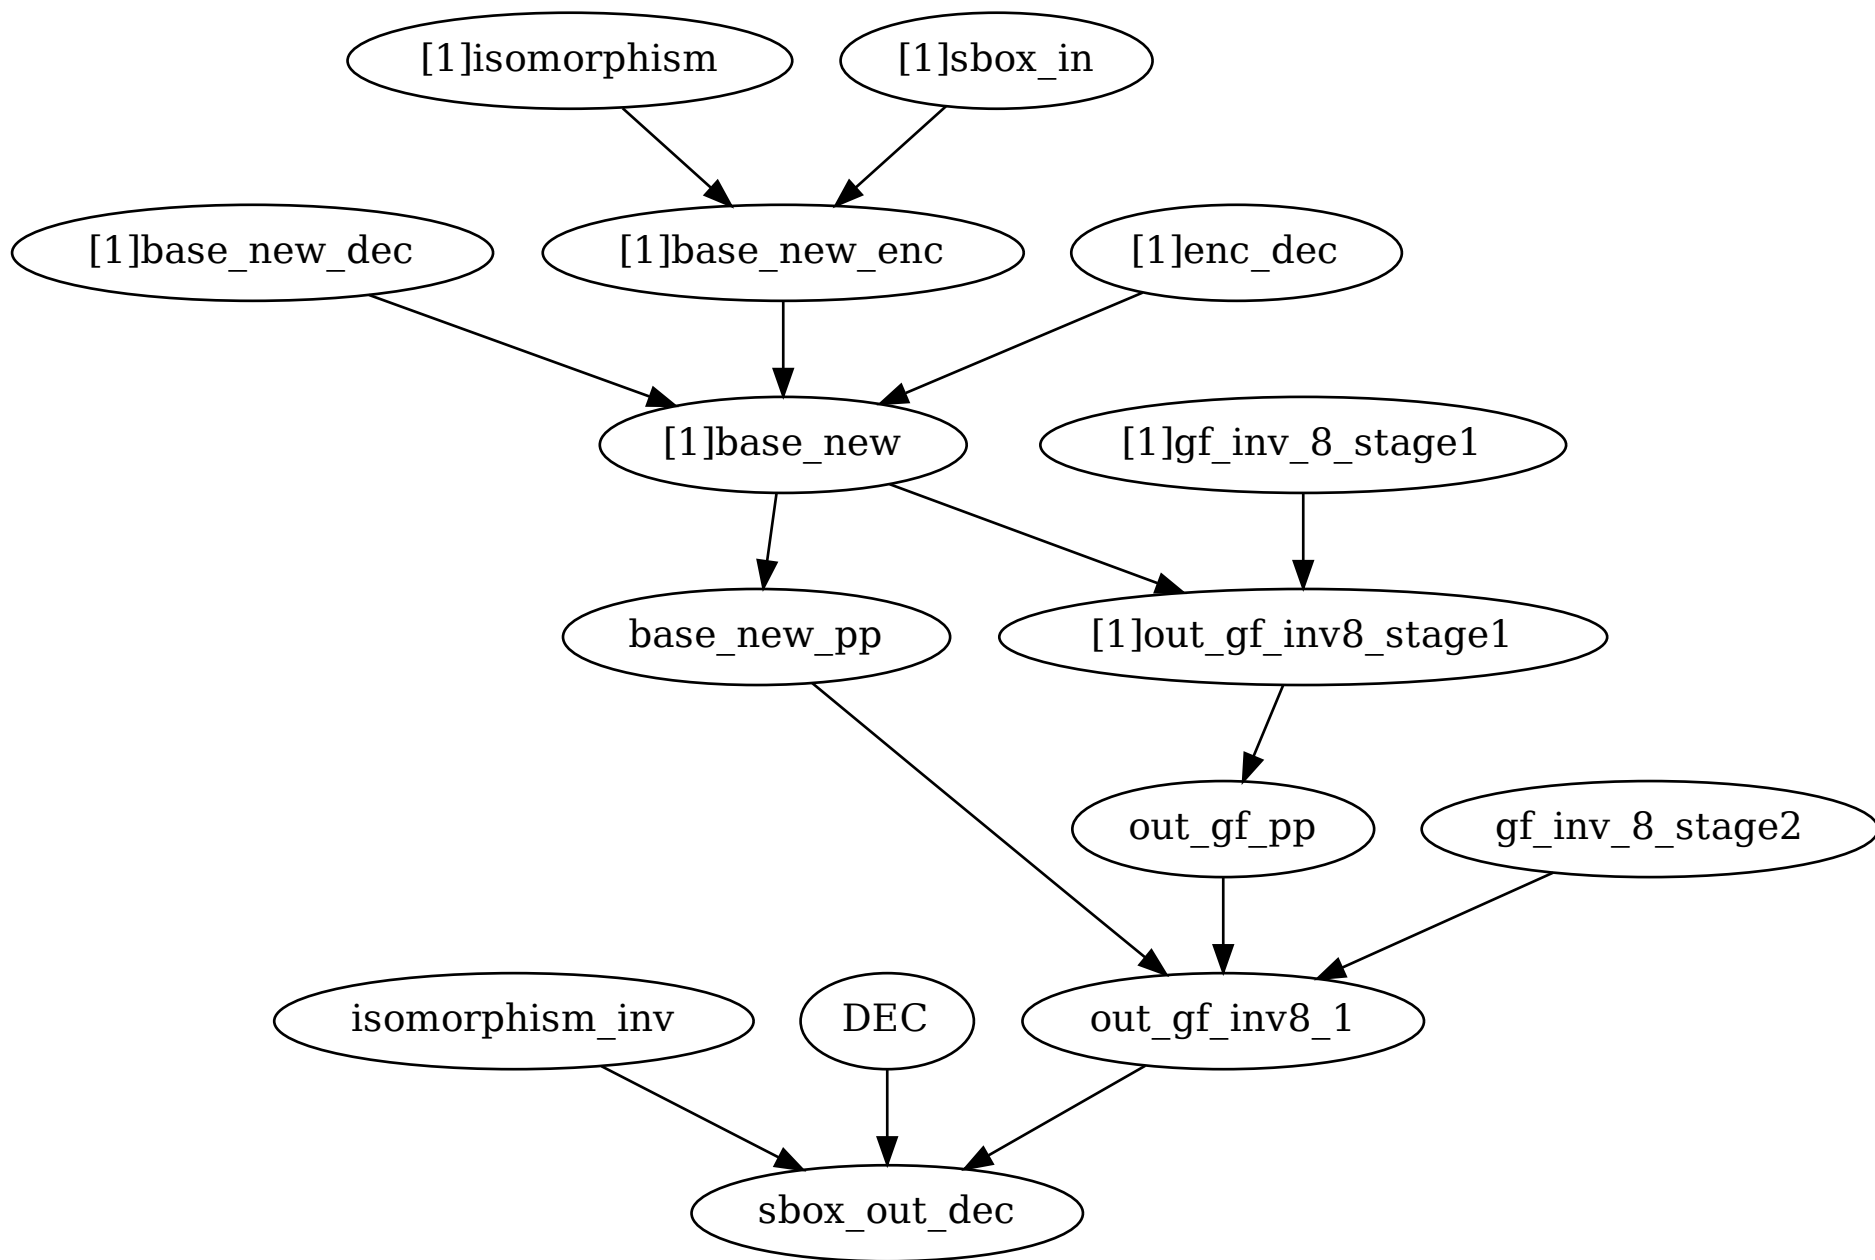 [1]isomorphism
[1]sbox_in
[1]base_new_dec
[1]base_new_enc
[1]enc_dec
[1]base_new
[1]gf_inv_8_stage1
base_new_pp
[1]out_gf_inv8_stage1
out_gf_pp
gf_inv_8_stage2
isomorphism_inv
DEC
out_gf_inv8_1
sbox_out_dec